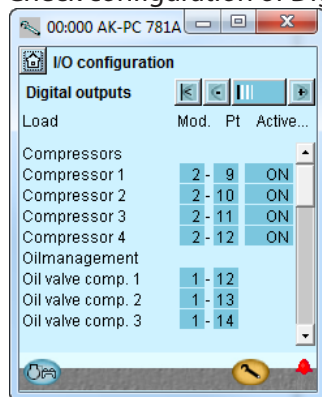 00:000 AK-PC 781A
I/O configuration
Digital outputs
Load Mod. Pt Active...
Compressors
Compressor 1 2 - 9 ON
Compressor 2 2 - 10 ON
Compressor 3 2 - 11 ON
Compressor 4 2 - 12 ON
Oilmanagement
Oil valve comp. 1 1 - 12
Oil valve comp. 2 1 - 13
Oil valve comp. 3 1 - 14